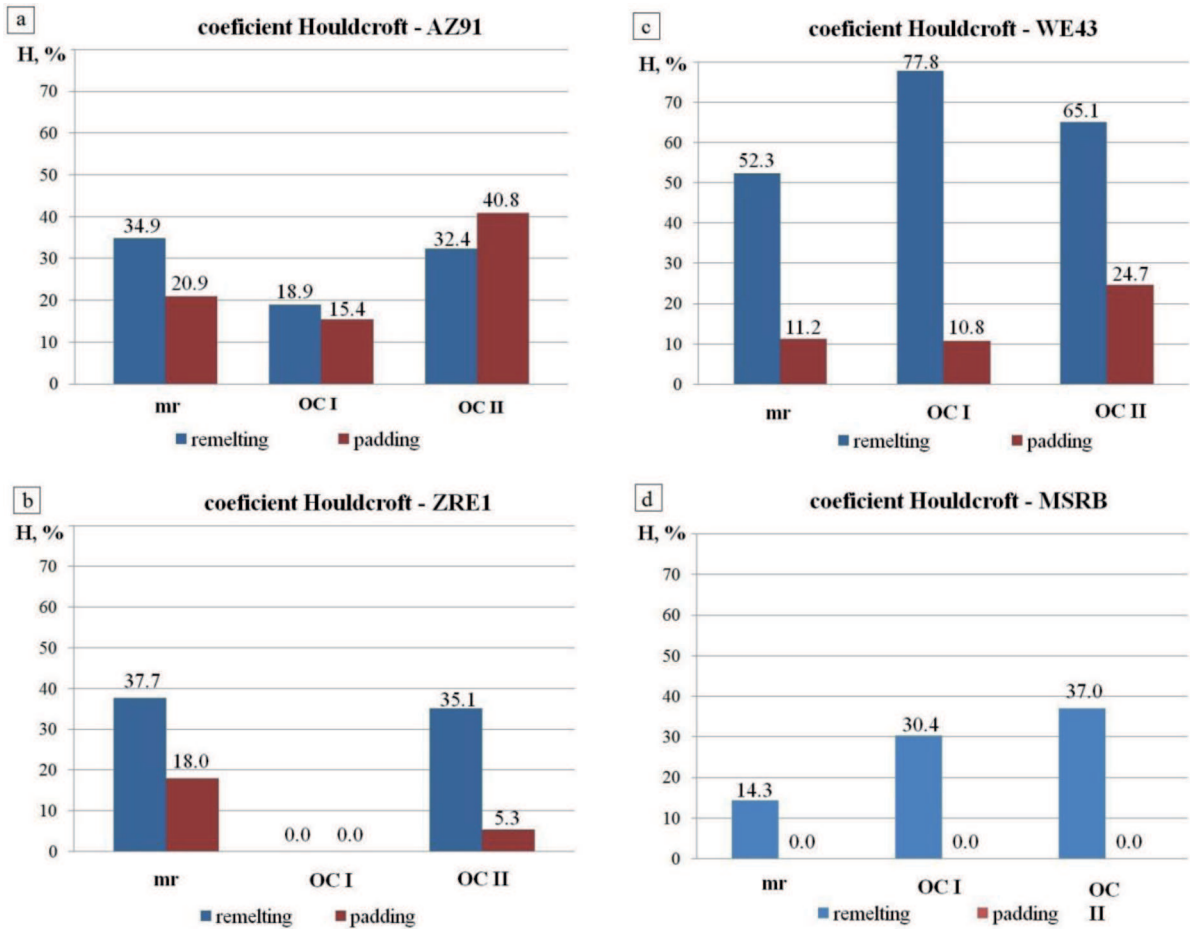 a
coeficient Houldcroft - AZ91
H, %
70
60
50
40
30
20
10
0
34.9
20.9
18.9
15.4
32.4
40.8
mr
OC I
OC II
remelting
padding
b
coeficient Houldcroft - ZRE1
H, %
70
60
50
40
30
20
10
0
37.7
18.0
0.0
0.0
35.1
5.3
mr
OC I
OC II
remelting
padding
c
coeficient Houldcroft - WE43
H, %
70
60
50
40
30
20
10
0
52.3
11.2
77.8
10.8
65.1
24.7
mr
OC I
OC II
remelting
padding
d
coeficient Houldcroft - MSRB
H, %
70
60
50
40
30
20
10
0
14.3
0.0
30.4
0.0
37.0
0.0
mr
OC I
OC
II
remelting
padding